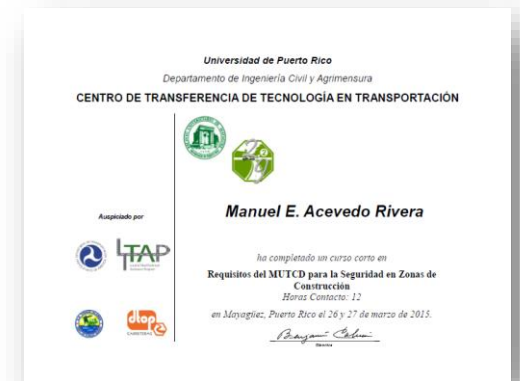 Universidad de Puerto Rico
Departamento de Ingeniería Civil y Agrimensura
CENTRO DE TRANSFERENCIA DE TECNOLOGÍA EN TRANSPORTACIÓN
Auspiciado por
Manuel E. Acevedo Rivera
LTAP
ha completado un curso corto en
Requisitos del MUTCD para la Seguridad en Zonas de
Construcción
Horas Contacto: 12
en Mayagüez, Puerto Rico el 26 y 27 de marzo de 2015.
dtop